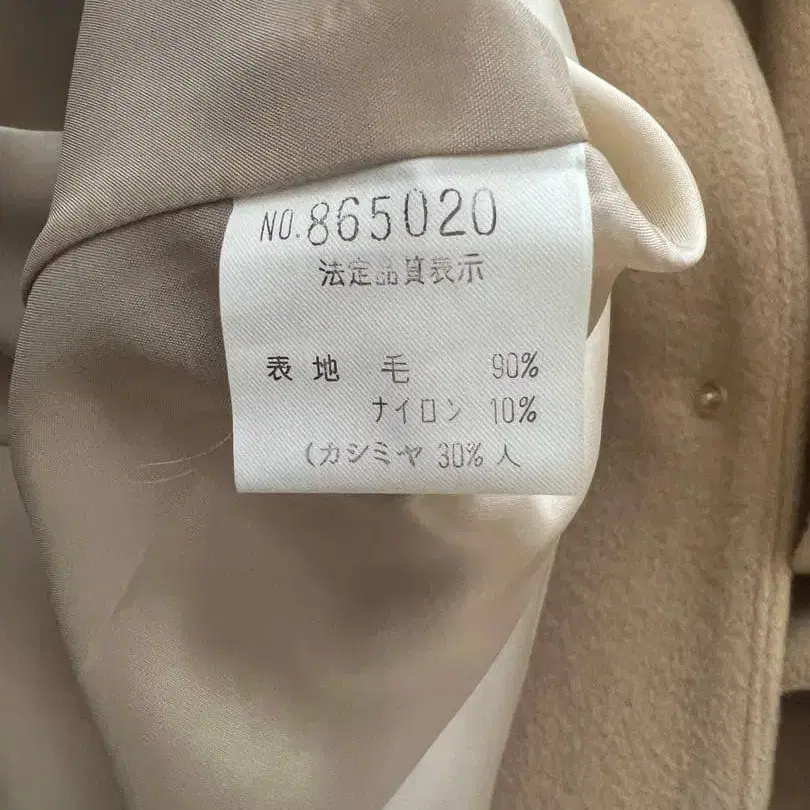 NO.865020
法定品質表示
表地 毛 90%
ナイロン 10%
(カシミヤ 30% 人